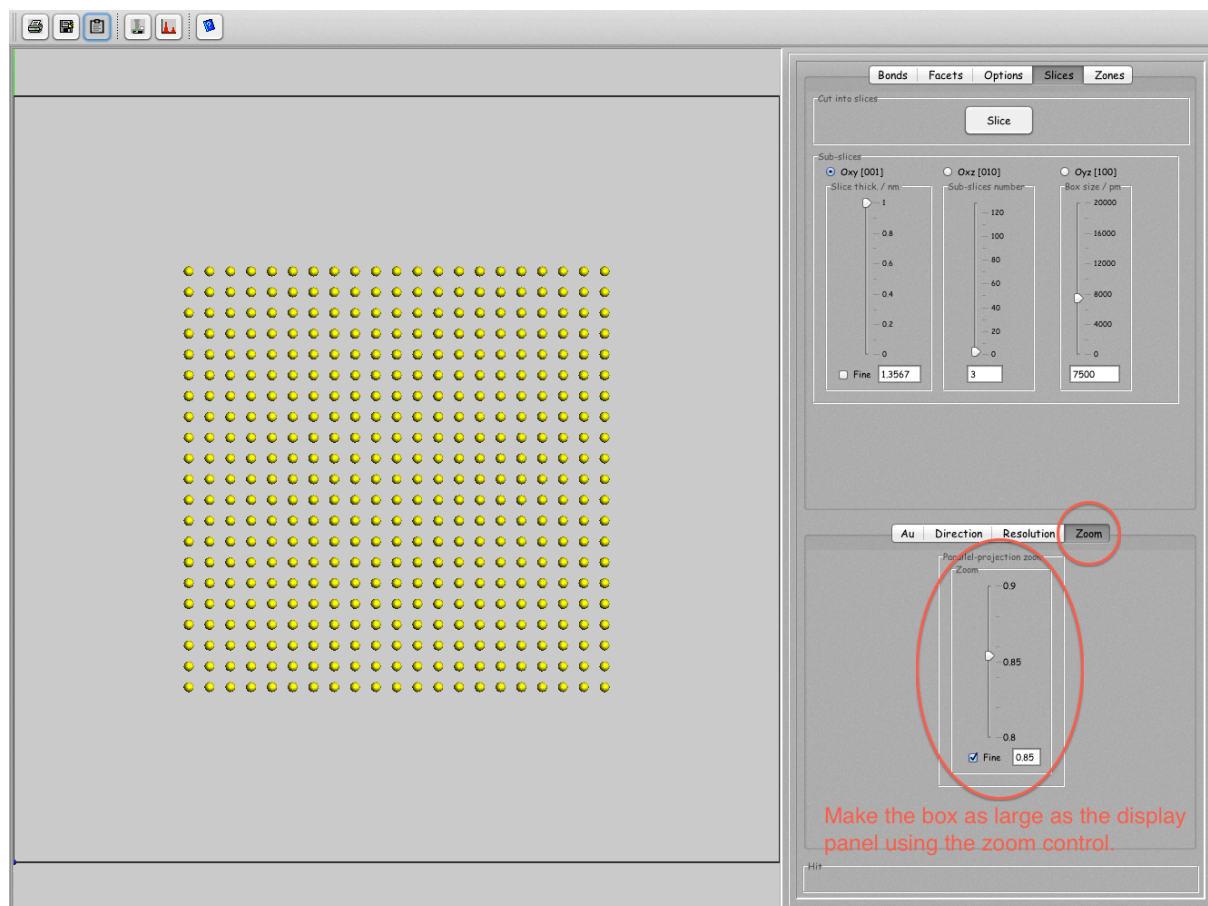 Bonds Facets Options Slices Zones
Cut into slices
Slice
Sub-slices
Oxy [001] Oxz [010] Oyz [100]
Slice thick. / nm Sub-slices number Box size / pm
1 120 20000
0.8 100 16000
0.6 80 12000
60
0.4 40 8000
0.2 20 4000
0 0 0
Fine 1.3567 3 7500
Au Direction Resolution Zoom
Parallel-projection zoom
Zoom
0.9
0.85
0.8
Fine 0.85
Make the box as large as the display
panel using the zoom control.
Hit